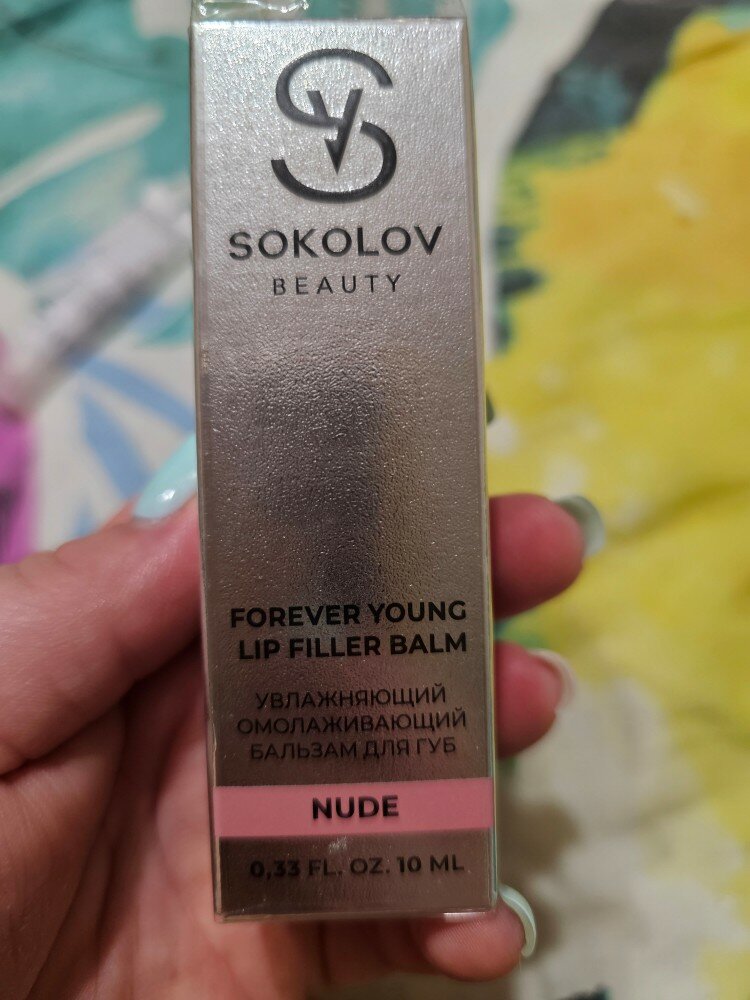 SOKOLOV
BEAUTY
FOREVER YOUNG
LIP FILLER BALM
УВЛАЖНЯЮЩИЙ
ОМОЛАЖИВАЮЩИЙ
БАЛЬЗАМ ДЛЯ ГУБ
NUDE
0,33 FL. OZ. 10 ML